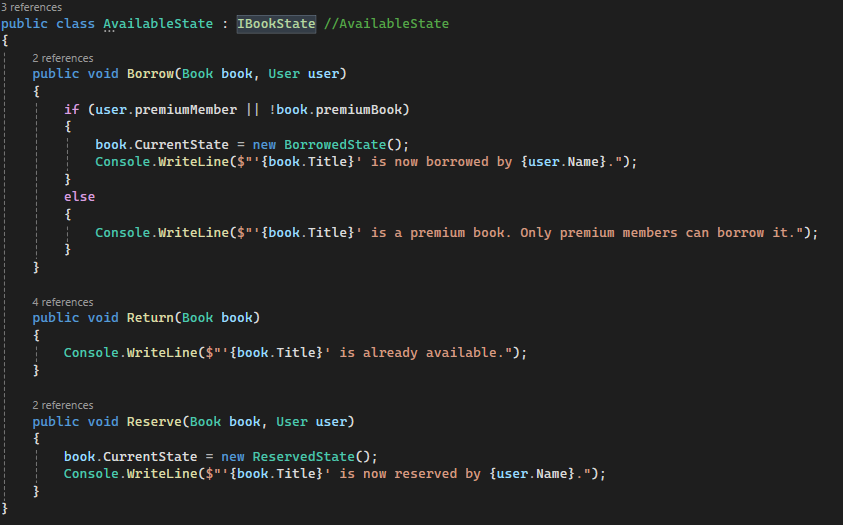 3 references
public class AvailableState : IBookState //AvailableState
{
2 references
public void Borrow(Book book, User user)
{
if (user.premiumMember || !book.premiumBook)
{
book.CurrentState = new BorrowedState();
Console.WriteLine($"'{book.Title}' is now borrowed by {user.Name}.");
}
else
{
Console.WriteLine($"'{book.Title}' is a premium book. Only premium members can borrow it.");
}
}
4 references
public void Return(Book book)
{
Console.WriteLine($"'{book.Title}' is already available.");
}
2 references
public void Reserve(Book book, User user)
{
book.CurrentState = new ReservedState();
Console.WriteLine($"'{book.Title}' is now reserved by {user.Name}.");
}
}